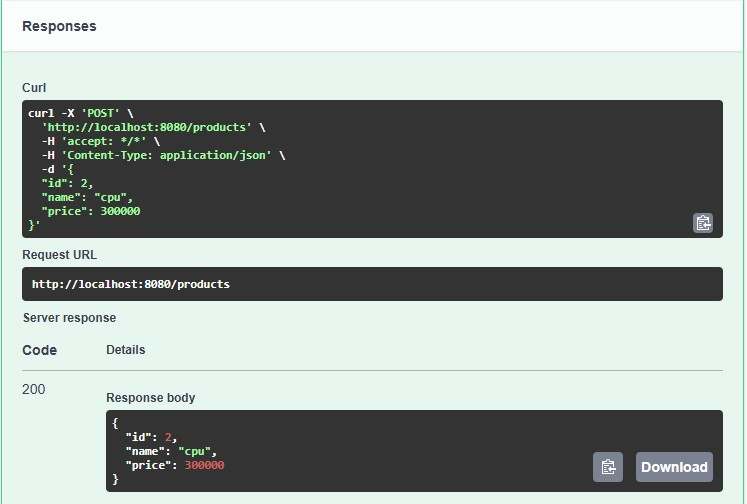 Responses
Curl
curl -X 'POST' \
  'http://localhost:8080/products' \
  -H 'accept: */*' \
  -H 'Content-Type: application/json' \
  -d '{
  "id": 2,
  "name": "cpu",
  "price": 300000
}'
Request URL
http://localhost:8080/products
Server response
Code Details
200
Response body
{
  "id": 2,
  "name": "cpu",
  "price": 300000
}
Download